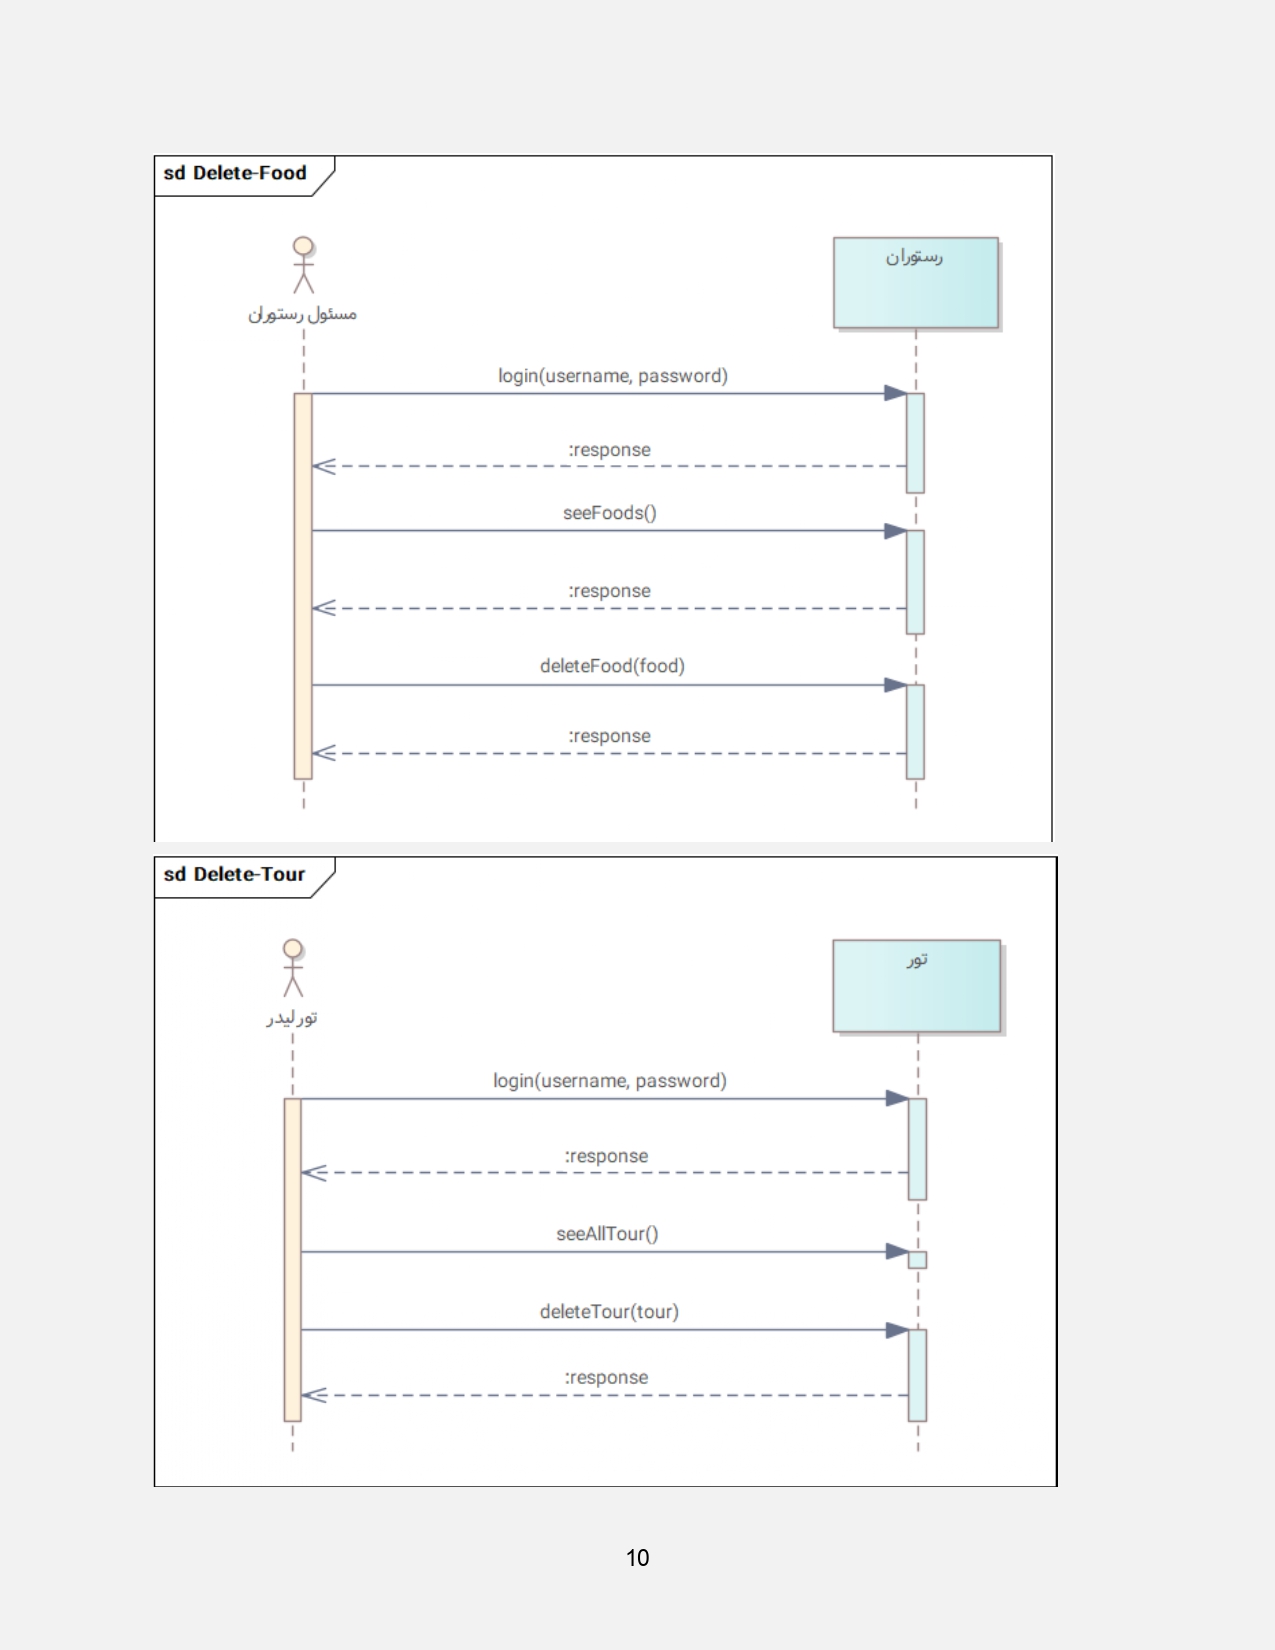 sd Delete-Food
مسئول رستوران
رستوران
login(username, password)
:response
seeFoods()
:response
deleteFood(food)
:response
sd Delete-Tour
تورلیدر
تور
login(username, password)
:response
seeAllTour()
deleteTour(tour)
:response
10